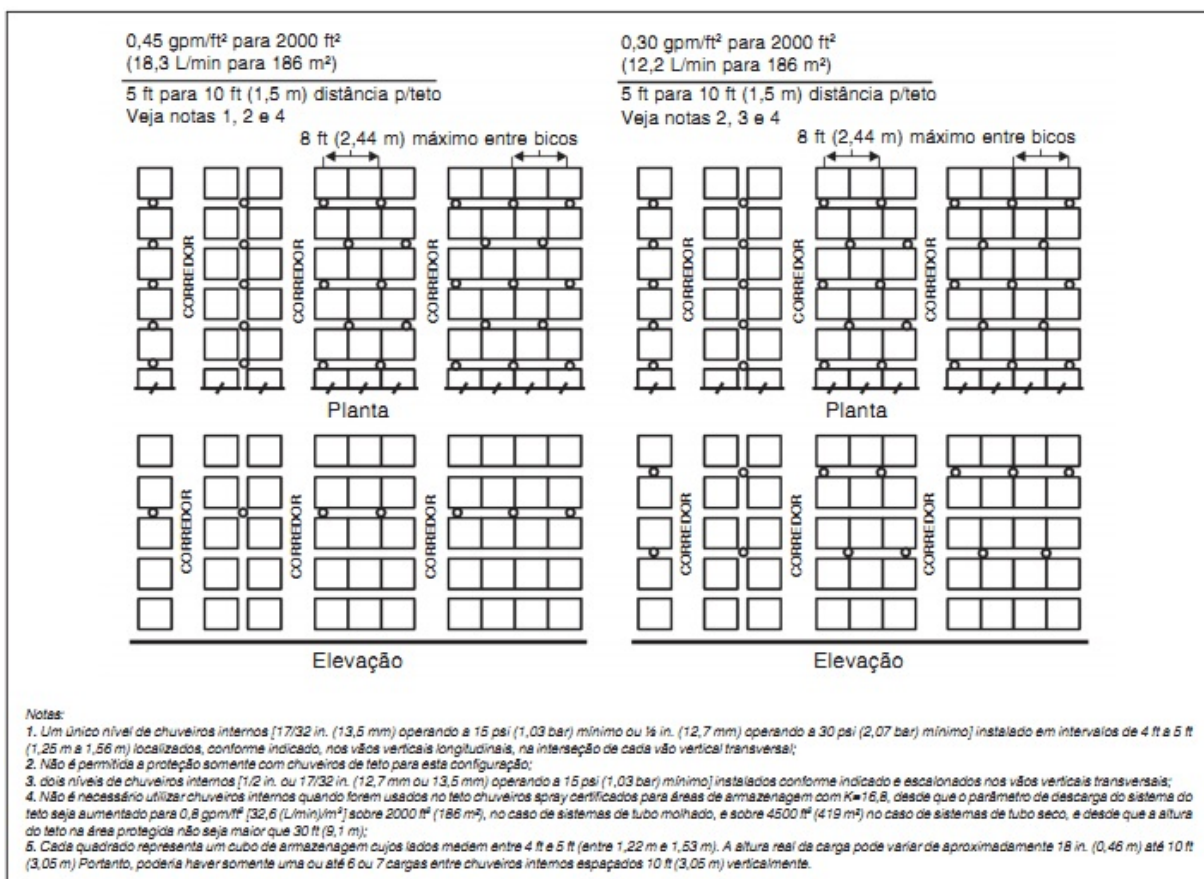 0,45 gpm/ft² para 2000 ft²
(18,3 L/min para 186 m²)
5 ft para 10 ft (1,5 m) distância p/teto
Veja notas 1, 2 e 4
8 ft (2,44 m) máximo entre bicos
CORREDOR
CORREDOR
CORREDOR
Planta
CORREDOR
CORREDOR
CORREDOR
Elevação
0,30 gpm/ft² para 2000 ft²
(12,2 L/min para 186 m²)
5 ft para 10 ft (1,5 m) distância p/teto
Veja notas 2, 3 e 4
8 ft (2,44 m) máximo entre bicos
CORREDOR
CORREDOR
CORREDOR
Planta
CORREDOR
CORREDOR
CORREDOR
Elevação
Notas:
1. Um único nível de chuveiros internos [17/32 in. (13,5 mm) operando a 15 psi (1,03 bar) mínimo ou ½ in. (12,7 mm operando a 30 psi (2,07 bar) mínimo] instalado em intervalos de 4 ft a 5 ft
(1,25 m a 1,56 m) localizados, conforme indicado, nos vãos verticais longitudinais, na interseção de cada vão vertical transversal;
2. Não é permitida a proteção somente com chuveiros de teto para esta configuração;
3. dois níveis de chuveiros internos [1/2 in. ou 17/32 in. (12,7 mm ou 13,5 mm) operando a 15 psi (1,03 bar) mínimo] instalados conforme indicado e escalonados nos vãos verticais transversais;
4. Não é necessário utilizar chuveiros internos quando forem usados no teto chuveiros spray certificados para áreas de armazenagem com K=16,8, desde que o parâmetro de descarga do sistema do
teto seja aumentado para 0,8 gpm/ft² [32,6 (L/min)/m²] sobre 2000 ft² (186 m²), no caso de sistemas de tubo molhado, e sobre 4500 ft² (419 m²) no caso de sistemas de tubo seco, e desde que a altura
do teto na área protegida não seja maior que 30 ft (9,1 m);
5. Cada quadrado representa um cubo de armazenagem cujos lados medem entre 4 ft e 5 ft (entre 1,22 m e 1,53 m). A altura real da carga pode variar de aproximadamente 18 in. (0,46 m) até 10 ft
(3,05 m) Portanto, poderia haver somente uma ou até 6 ou 7 cargas entre chuveiros internos espaçados 10 ft (3,05 m) verticalmente.